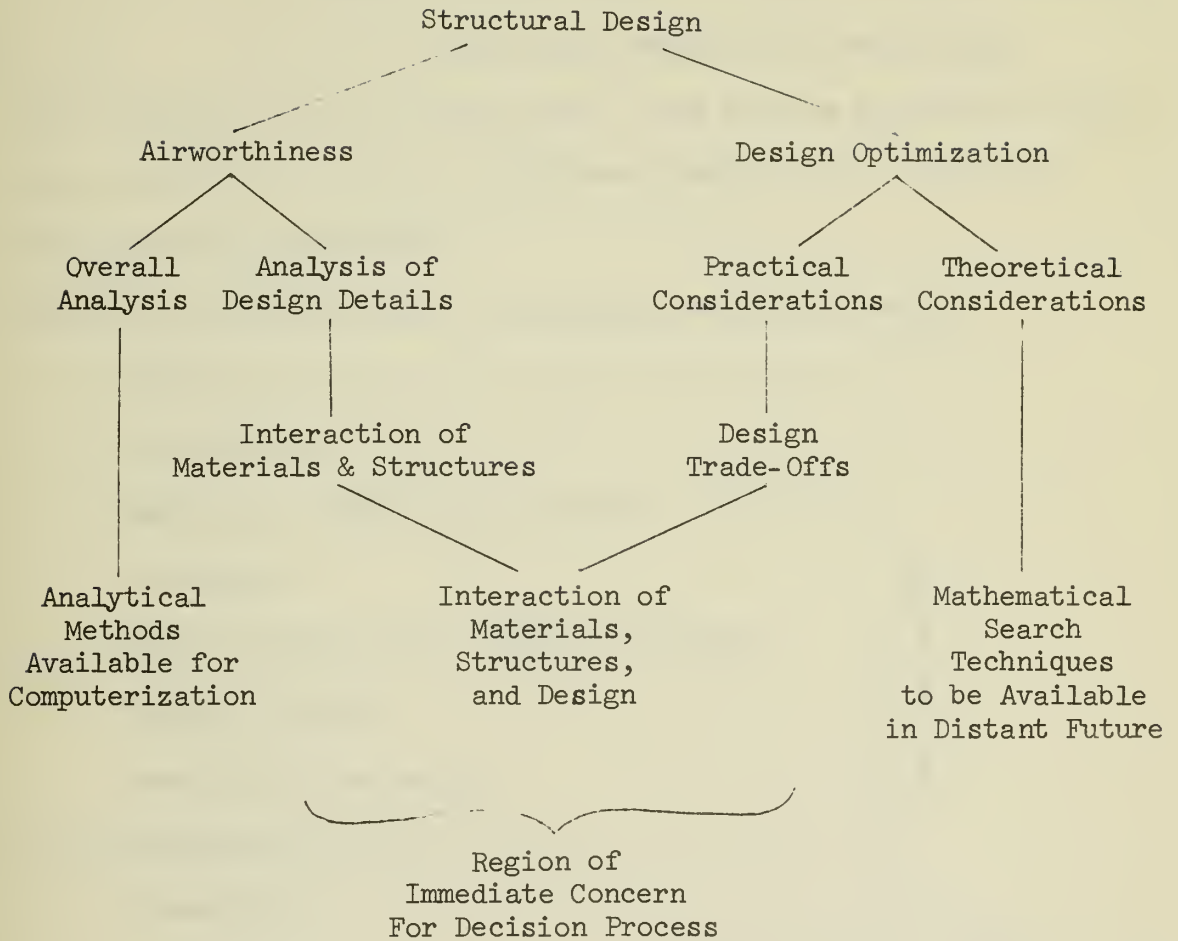 Structural Design
Airworthiness
Design Optimization
Overall
Analysis
Analysis of
Design Details
Practical
Considerations
Theoretical
Considerations
Interaction of
Materials & Structures
Design
Trade-Offs
Analytical
Methods
Available for
Computerization
Interaction of
Materials,
Structures,
and Design
Mathematical
Search
Techniques
to be Available
in Distant Future
Region of
Immediate Concern
For Decision Process